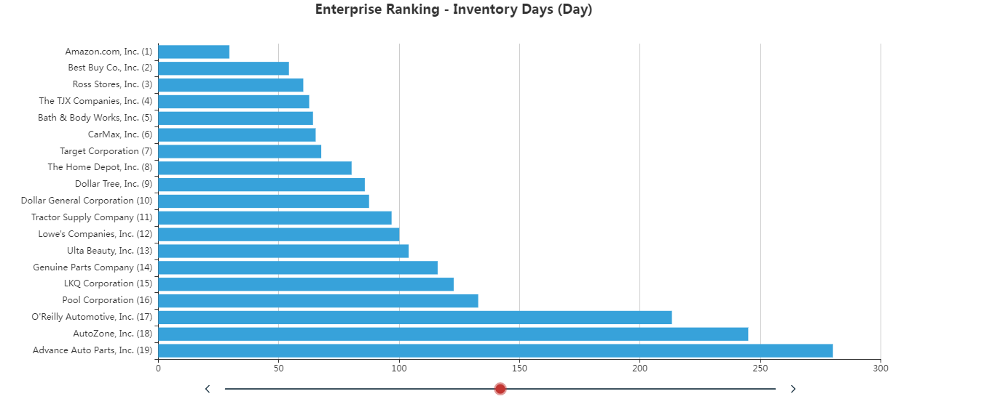 Enterprise Ranking - Inventory Days (Day)
Amazon.com, Inc. (1)
Best Buy Co., Inc. (2)
Ross Stores, Inc. (3)
The TJX Companies, Inc. (4)
Bath & Body Works, Inc. (5)
CarMax, Inc. (6)
Target Corporation (7)
The Home Depot, Inc. (8)
Dollar Tree, Inc. (9)
Dollar General Corporation (10)
Tractor Supply Company (11)
Lowe's Companies, Inc. (12)
Ulta Beauty, Inc. (13)
Genuine Parts Company (14)
LKQ Corporation (15)
Pool Corporation (16)
O'Reilly Automotive, Inc. (17)
AutoZone, Inc. (18)
Advance Auto Parts, Inc. (19)
0 50 100 150 200 250 300